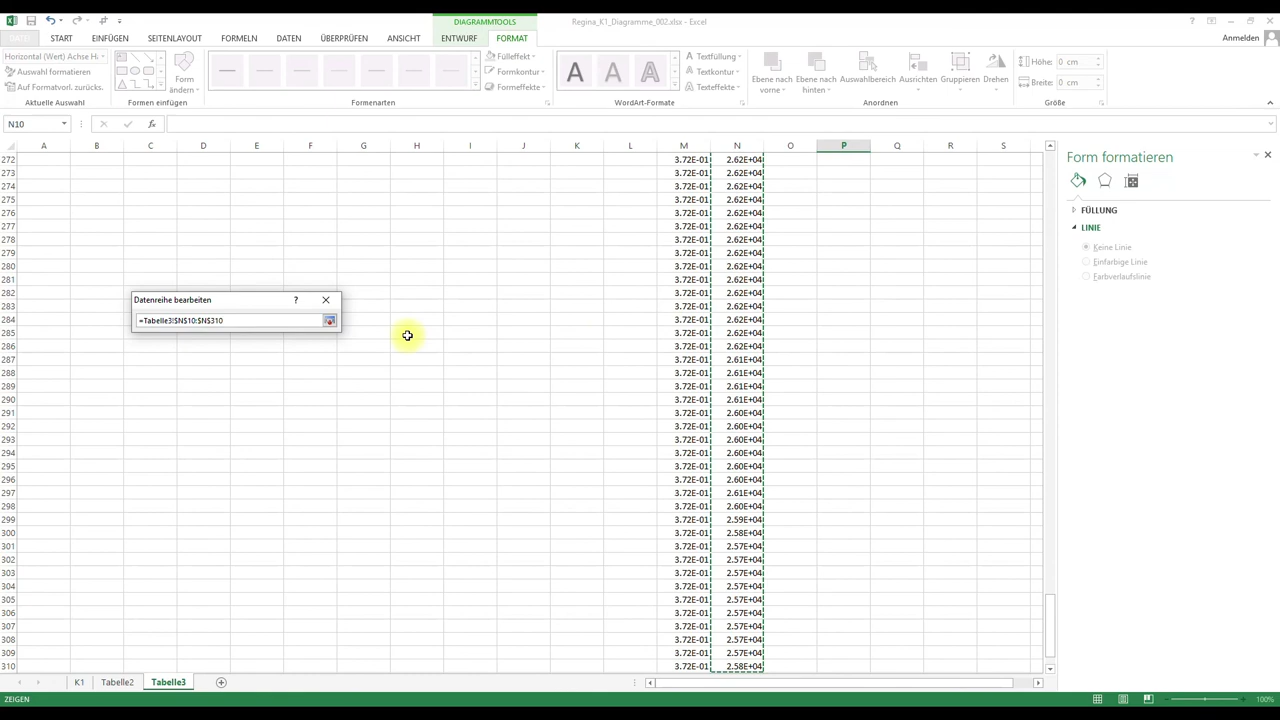 DIAGRAMMTOOLS
Regina_K1_Diagramme_002.xlsx - Excel
DATEI START EINFÜGEN SEITENLAYOUT FORMELN DATEN ÜBERPRÜFEN ANSICHT ENTWURF FORMAT Anmelden
Horizontal (Wert) Achse H
Auswahl formatieren
Auf Formatvorl. zurücks.
Aktuelle Auswahl
Form ändern
Formen einfügen
Fülleffekt
Formkontur
Formeffekte
Formenarten
A A A
Textfüllung
Textkontur
Texteffekte
WordArt-Formate
Ebene nach vorne
Ebene nach hinten
Auswahlbereich
Ausrichten
Gruppieren
Drehen
Anordnen
Höhe: 0 cm
Breite: 0 cm
Größe
N10 fx
A B C D E F G H I J K L M N O P Q R S
272 3.72E-01 2.62E+04
273 3.72E-01 2.62E+04
274 3.72E-01 2.62E+04
275 3.72E-01 2.62E+04
276 3.72E-01 2.62E+04
277 3.72E-01 2.62E+04
278 3.72E-01 2.62E+04
279 3.72E-01 2.62E+04
280 3.72E-01 2.62E+04
281 3.72E-01 2.62E+04
282 3.72E-01 2.62E+04
283 3.72E-01 2.62E+04
284 3.72E-01 2.62E+04
285 3.72E-01 2.62E+04
286 3.72E-01 2.62E+04
287 3.72E-01 2.61E+04
288 3.72E-01 2.61E+04
289 3.72E-01 2.61E+04
290 3.72E-01 2.61E+04
291 3.72E-01 2.60E+04
292 3.72E-01 2.60E+04
293 3.72E-01 2.60E+04
294 3.72E-01 2.60E+04
295 3.72E-01 2.60E+04
296 3.72E-01 2.60E+04
297 3.72E-01 2.61E+04
298 3.72E-01 2.60E+04
299 3.72E-01 2.59E+04
300 3.72E-01 2.58E+04
301 3.72E-01 2.57E+04
302 3.72E-01 2.57E+04
303 3.72E-01 2.57E+04
304 3.72E-01 2.57E+04
305 3.72E-01 2.57E+04
306 3.72E-01 2.57E+04
307 3.72E-01 2.57E+04
308 3.72E-01 2.57E+04
309 3.72E-01 2.57E+04
310 3.72E-01 2.58E+04
Datenreihe bearbeiten ?
=Tabelle3!$N$10:$N$310
Form formatieren
FÜLLUNG
LINIE
Keine Linie
Einfarbige Linie
Farbverlaufslinie
K1 Tabelle2 Tabelle3
ZEIGEN 100%